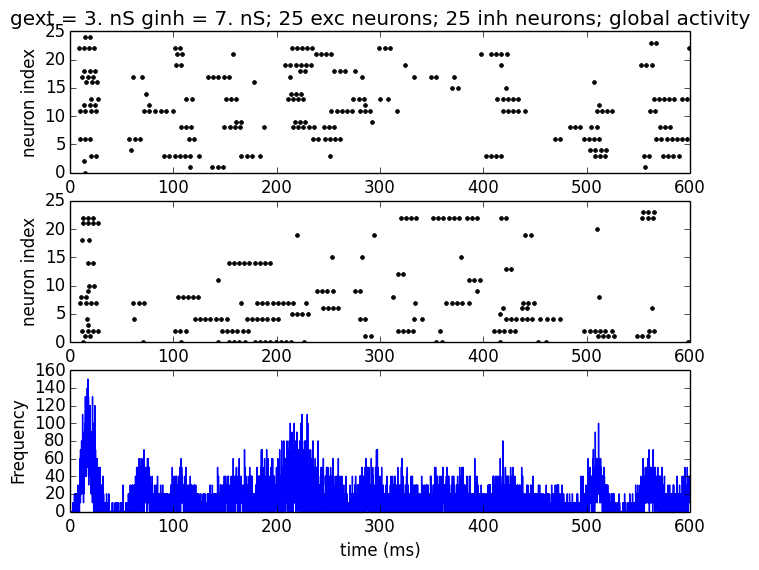 gext = 3. nS ginh = 7. nS; 25 exc neurons; 25 inh neurons; global activity
25
20
15
10
5
0
neuron index
0 100 200 300 400 500 600
25
20
15
10
5
0
neuron index
0 100 200 300 400 500 600
160
140
120
100
80
60
40
20
0
Frequency
0 100 200 300 400 500 600
time (ms)